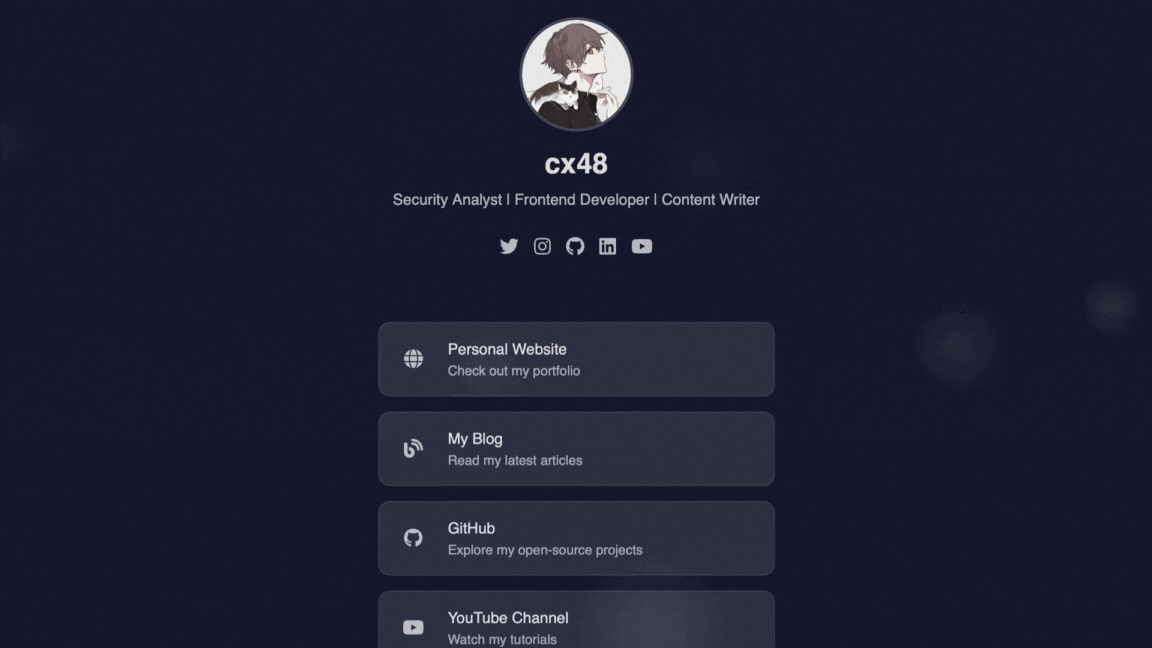 cx48
Security Analyst | Frontend Developer | Content Writer
Personal Website
Check out my portfolio
My Blog
Read my latest articles
GitHub
Explore my open-source projects
YouTube Channel
Watch my tutorials